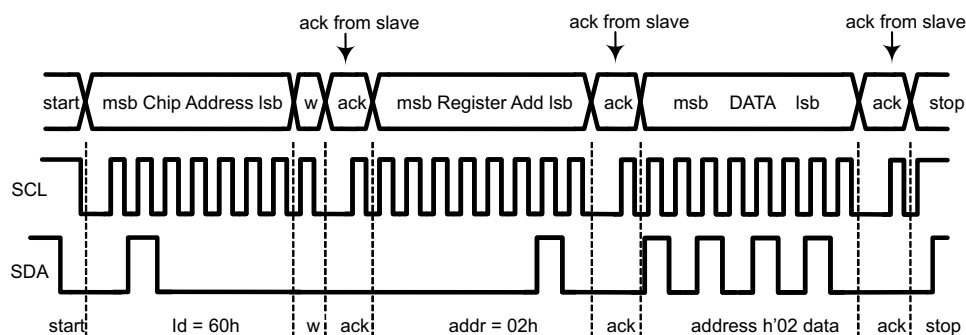 ack from slave ack from slave ack from slave
start msb Chip Address lsb w ack msb Register Add lsb ack msb DATA lsb ack stop
SCL
SDA
start Id = 60h w ack addr = 02h ack address h'02 data ack stop